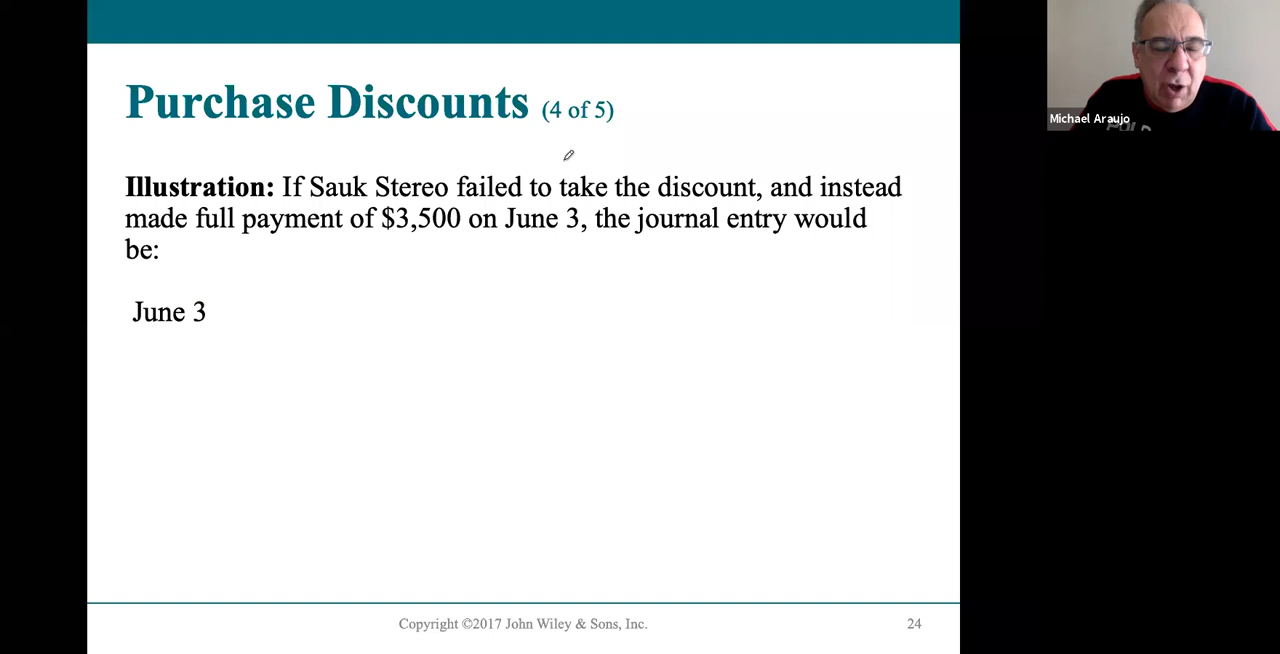 Purchase Discounts (4 of 5)
Illustration: If Sauk Stereo failed to take the discount, and instead
made full payment of $3,500 on June 3, the journal entry would
be:
June 3
Copyright ©2017 John Wiley & Sons, Inc.
24
Michael Araujo